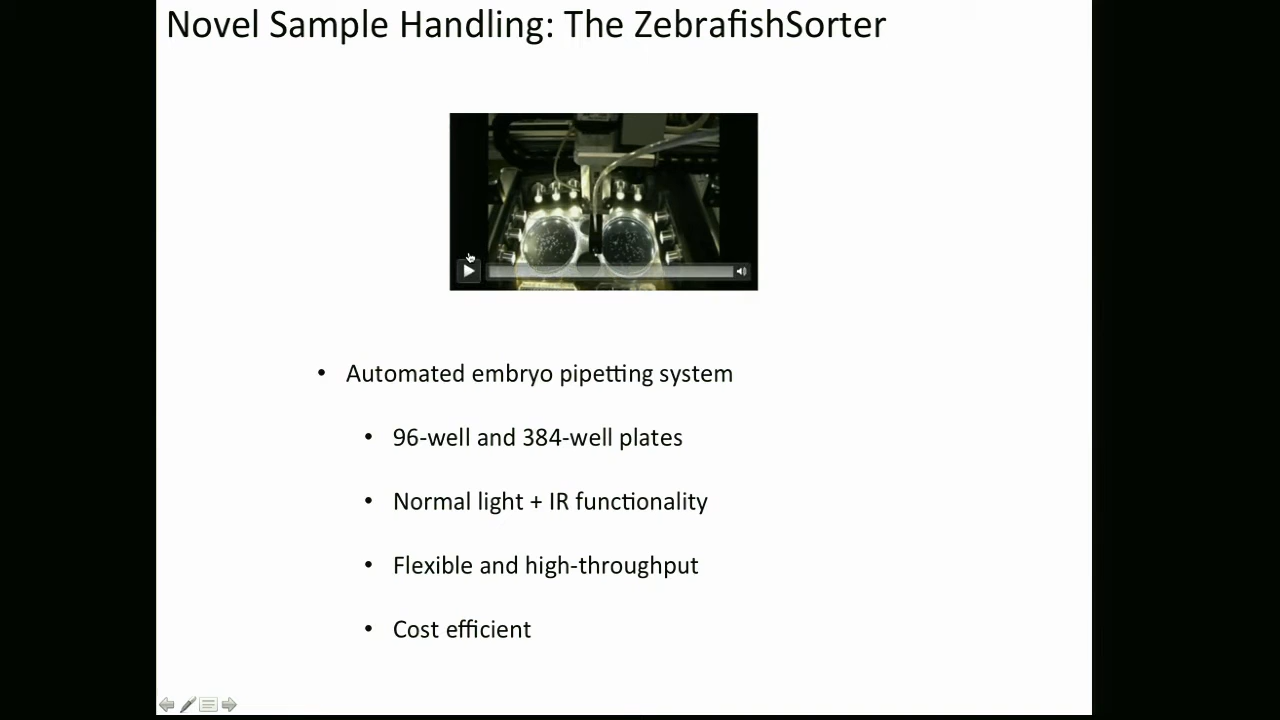 Novel Sample Handling: The ZebrafishSorter
• Automated embryo pipetting system
• 96-well and 384-well plates
• Normal light + IR functionality
• Flexible and high-throughput
• Cost efficient